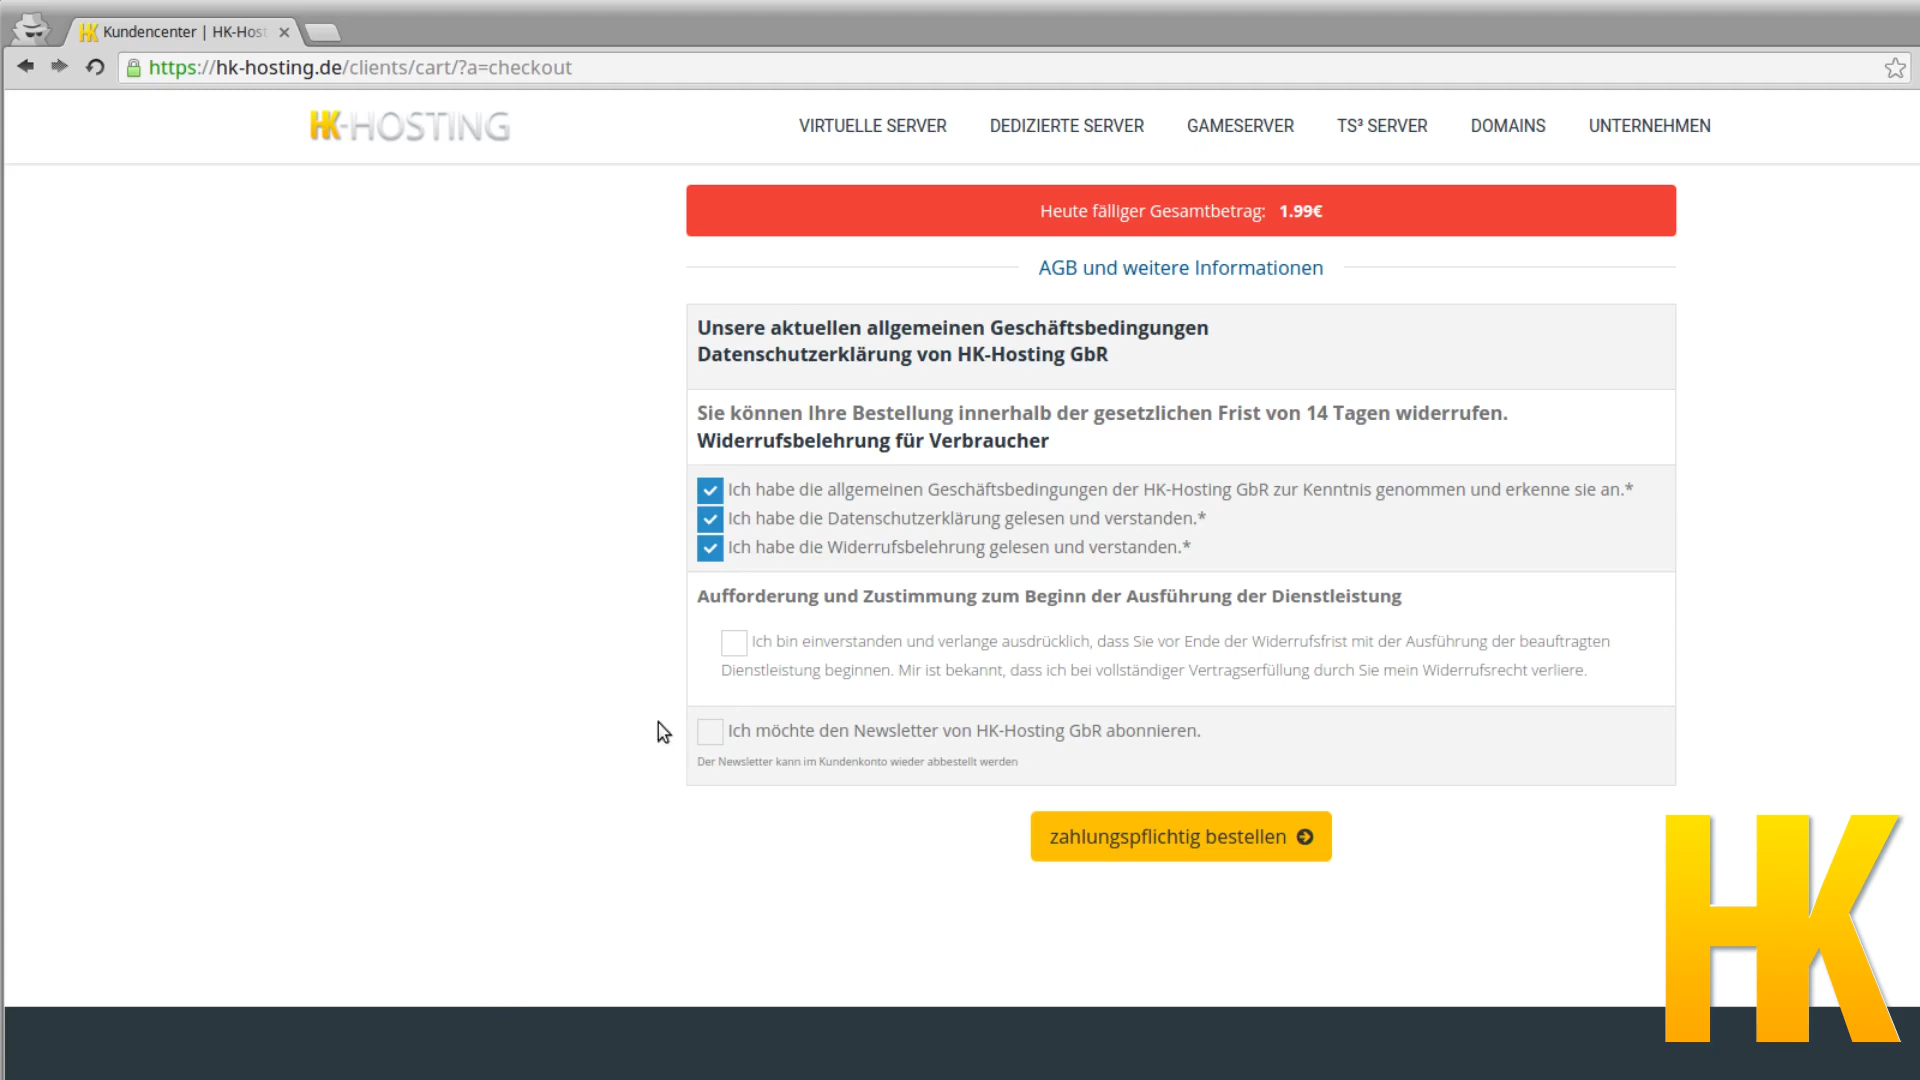 Kundencenter | HK-Host
https://hk-hosting.de/clients/cart/?a=checkout
HK-HOSTING
VIRTUELLE SERVER DEDIZIERTE SERVER GAMESERVER TS³ SERVER DOMAINS UNTERNEHMEN
Heute fälliger Gesamtbetrag: 1.99€
AGB und weitere Informationen
Unsere aktuellen allgemeinen Geschäftsbedingungen
Datenschutzerklärung von HK-Hosting GbR
Sie können Ihre Bestellung innerhalb der gesetzlichen Frist von 14 Tagen widerrufen.
Widerrufsbelehrung für Verbraucher
Ich habe die allgemeinen Geschäftsbedingungen der HK-Hosting GbR zur Kenntnis genommen und erkenne sie an.*
Ich habe die Datenschutzerklärung gelesen und verstanden.*
Ich habe die Widerrufsbelehrung gelesen und verstanden.*
Aufforderung und Zustimmung zum Beginn der Ausführung der Dienstleistung
Ich bin einverstanden und verlange ausdrücklich, dass Sie vor Ende der Widerrufsfrist mit der Ausführung der beauftragten
Dienstleistung beginnen. Mir ist bekannt, dass ich bei vollständiger Vertragserfüllung durch Sie mein Widerrufsrecht verliere.
Ich möchte den Newsletter von HK-Hosting GbR abonnieren.
Der Newsletter kann im Kundenkonto wieder abbestellt werden
zahlungspflichtig bestellen
HK